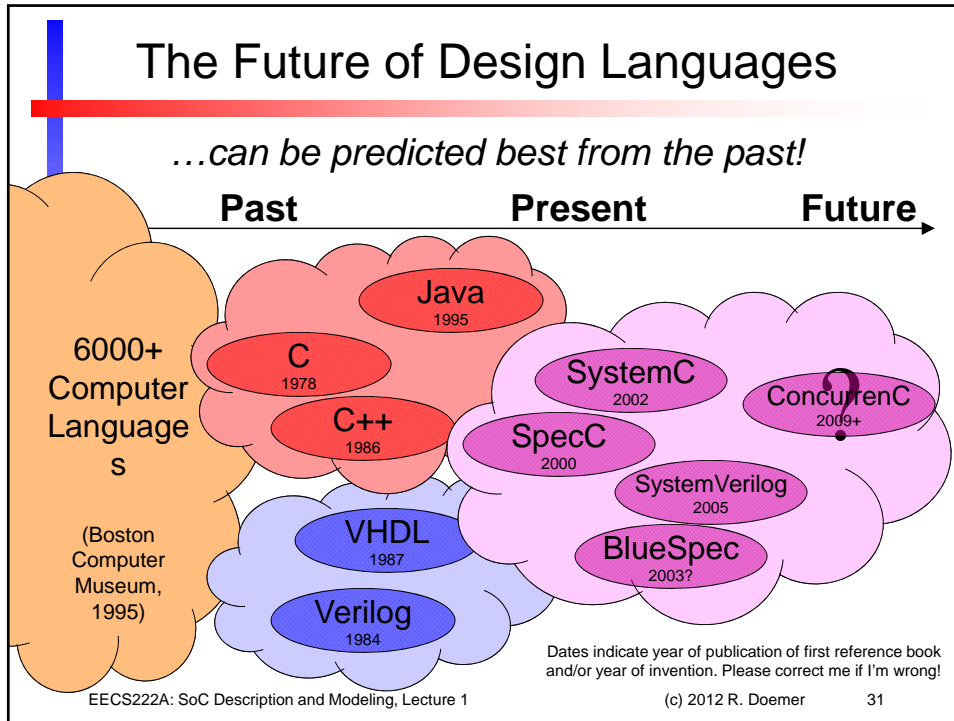 The Future of Design Languages
…can be predicted best from the past!
Past Present Future
6000+
Computer
Language
s
(Boston
Computer
Museum,
1995)
Java
1995
C
1978
C++
1986
VHDL
1987
Verilog
1984
SystemC
2002
SpecC
2000
SystemVerilog
2005
BlueSpec
2003?
?
ConcurrenC
2009+
Dates indicate year of publication of first reference book
and/or year of invention. Please correct me if I'm wrong!
EECS222A: SoC Description and Modeling, Lecture 1 (c) 2012 R. Doemer 31